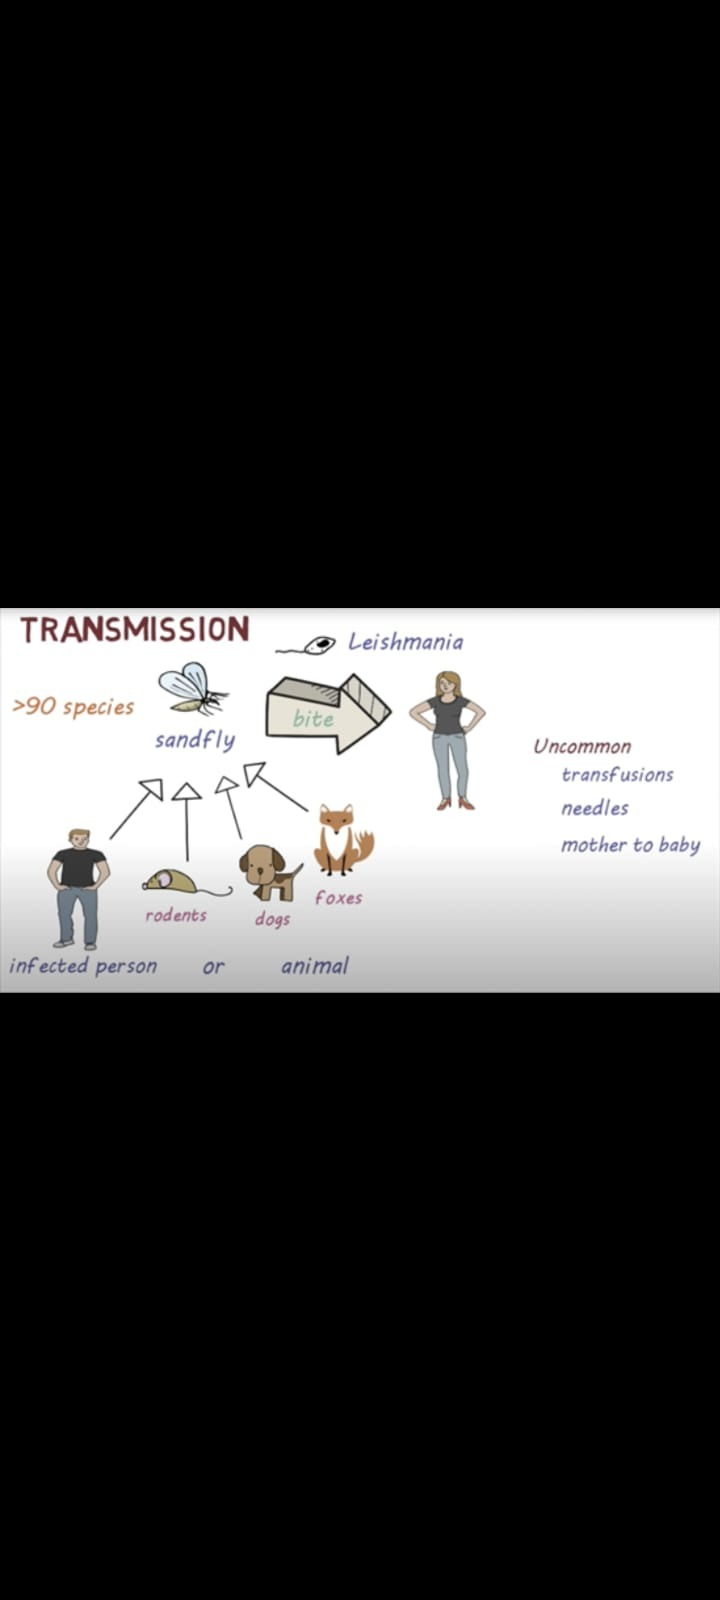 TRANSMISSION
Leishmania
>90 species
bite
sandfly
Uncommon
transfusions
needles
mother to baby
foxes
rodents
dogs
infected person or animal